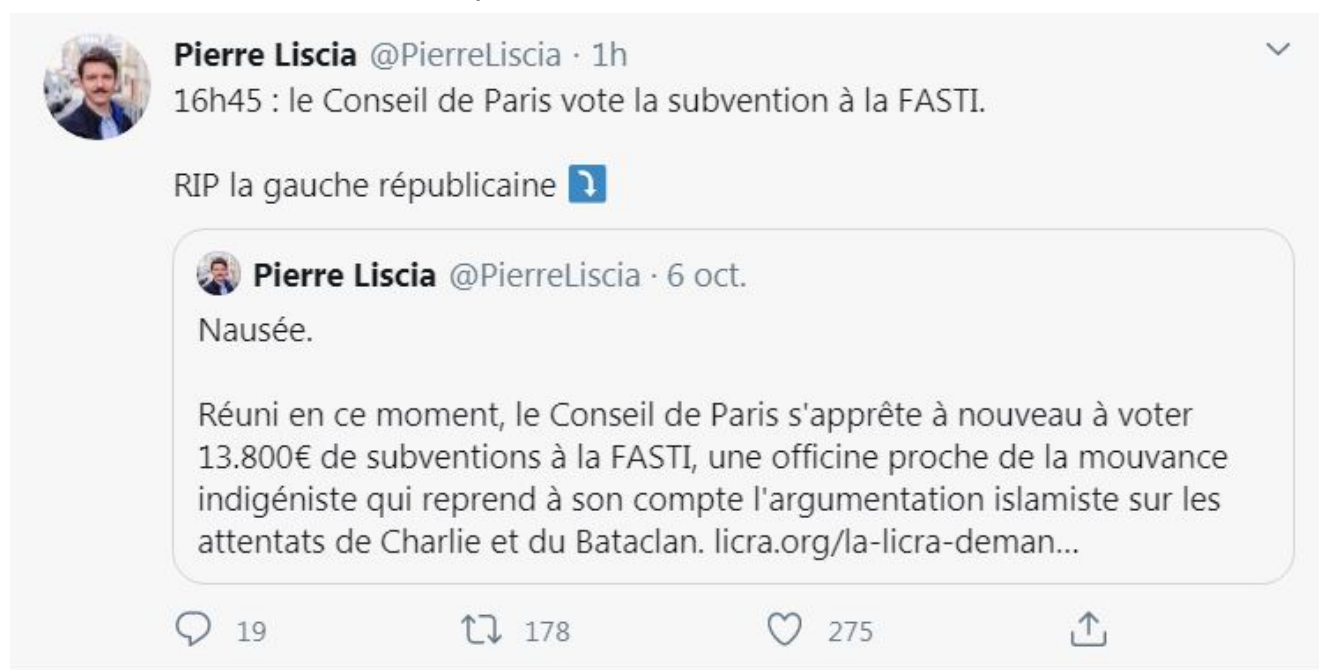 Pierre Liscia @PierreLiscia · 1h
16h45 : le Conseil de Paris vote la subvention à la FASTI.
RIP la gauche républicaine ⤵️
Pierre Liscia @PierreLiscia · 6 oct.
Nausée.
Réuni en ce moment, le Conseil de Paris s'apprête à nouveau à voter
13.800€ de subventions à la FASTI, une officine proche de la mouvance
indigéniste qui reprend à son compte l'argumentation islamiste sur les
attentats de Charlie et du Bataclan. licra.org/la-licra-deman...
19 178 275